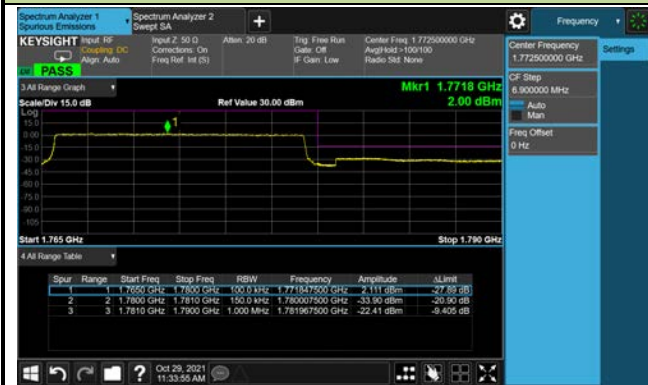 Spectrum Analyzer 1
Spurious Emissions
Spectrum Analyzer 2
Swept SA
+
Frequency
KEYSIGHT
Input: RF
Coupling: DC
Align: Auto
Input Z: 50 Ω
Corrections: On
Freq Ref: Int (S)
Atten: 20 dB
Trig: Free Run
Gate: Off
IF Gain: Low
Center Freq: 1.772500000 GHz
Avg|Hold:>100/100
Radio Std: None
PASS
3 All Range Graph
Scale/Div 15.0 dB
Ref Value 30.00 dBm
Mkr1 1.7718 GHz
2.00 dBm
Log
15.0
0.00
-15.0
-30.0
-45.0
-60.0
-75.0
-90.0
-105
1
Start 1.765 GHz
Stop 1.790 GHz
4 All Range Table
Spur Range Start Freq Stop Freq RBW Frequency Amplitude ΔLimit
1 1 1.7650 GHz 1.7800 GHz 100.0 kHz 1.771847500 GHz 2.111 dBm -27.89 dB
2 2 1.7800 GHz 1.7810 GHz 150.0 kHz 1.780007500 GHz -33.90 dBm -20.90 dB
3 3 1.7810 GHz 1.7900 GHz 1.000 MHz 1.781967500 GHz -22.41 dBm -9.405 dB
Center Frequency
1.772500000 GHz
Settings
CF Step
6.900000 MHz
Auto
Man
Freq Offset
0 Hz
?
Oct 29, 2021
11:33:55 AM